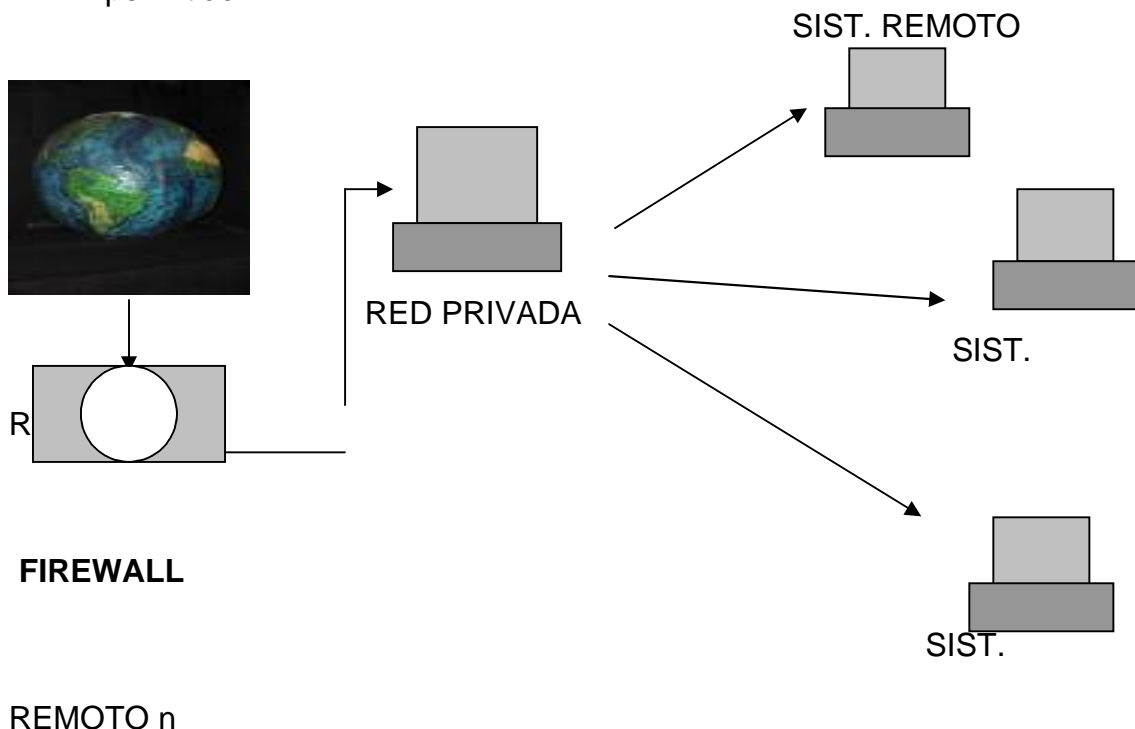 SIST. REMOTO
RED PRIVADA
SIST.
R
FIREWALL
SIST.
REMOTO n